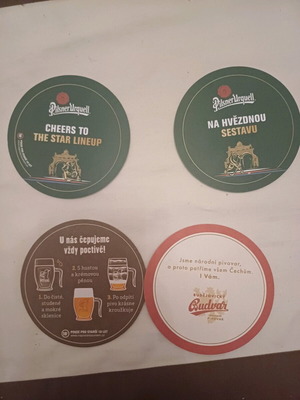 Pilsner Urquell
CHEERS TO
THE STAR LINEUP
Pilsner Urquell
NA HVĚZDNOU
SESTAVU
U nás čepujeme
vždy poctivě!
2. S hustou
a krémovou
pěnou
1. Do čisté,
studené
a mokré
sklenice
3. Po odpití
pivo krásně
kroužkuje
Jsme národní pivovar,
a proto patříme všem Čechům.
I Vám.
Budvar